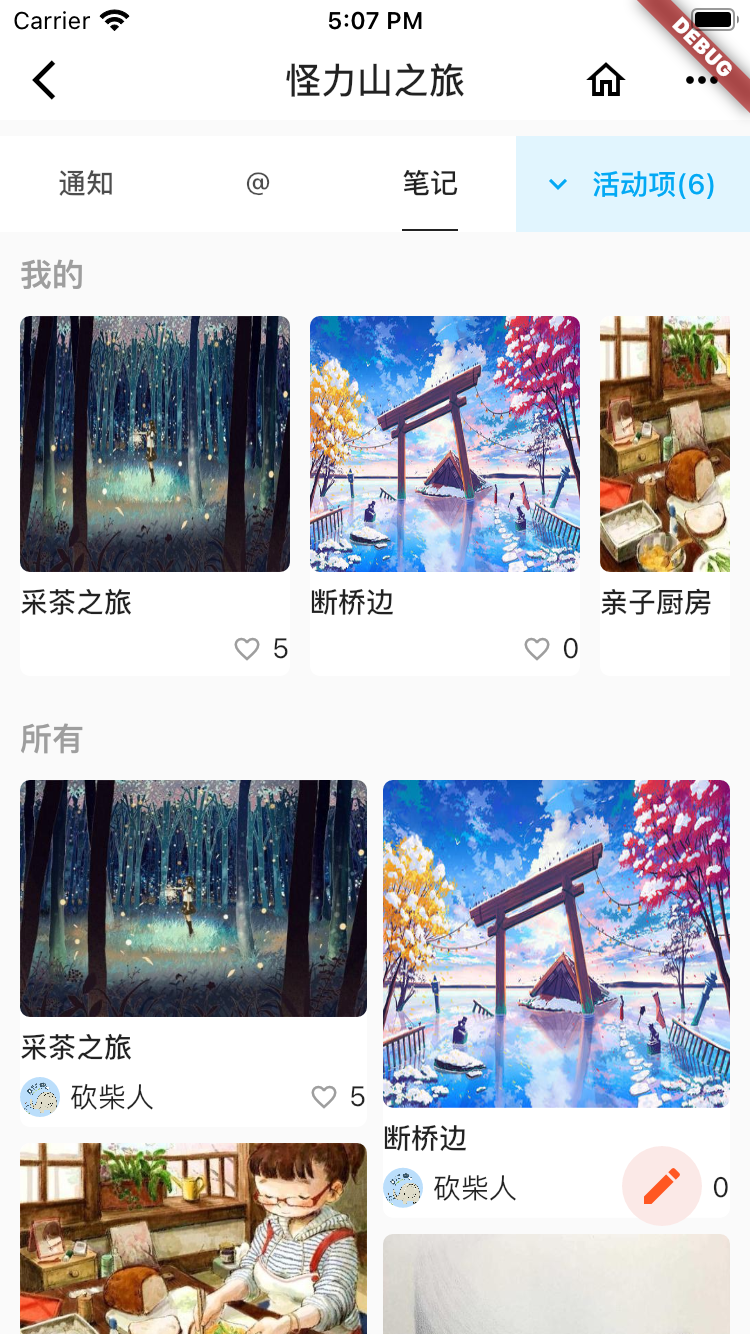 Carrier 5:07 PM
DEBUG
怪力山之旅
通知 @ 笔记 活动项(6)
我的
采茶之旅 断桥边 亲子厨房
5 0
所有
采茶之旅
砍柴人 5
断桥边
砍柴人 0